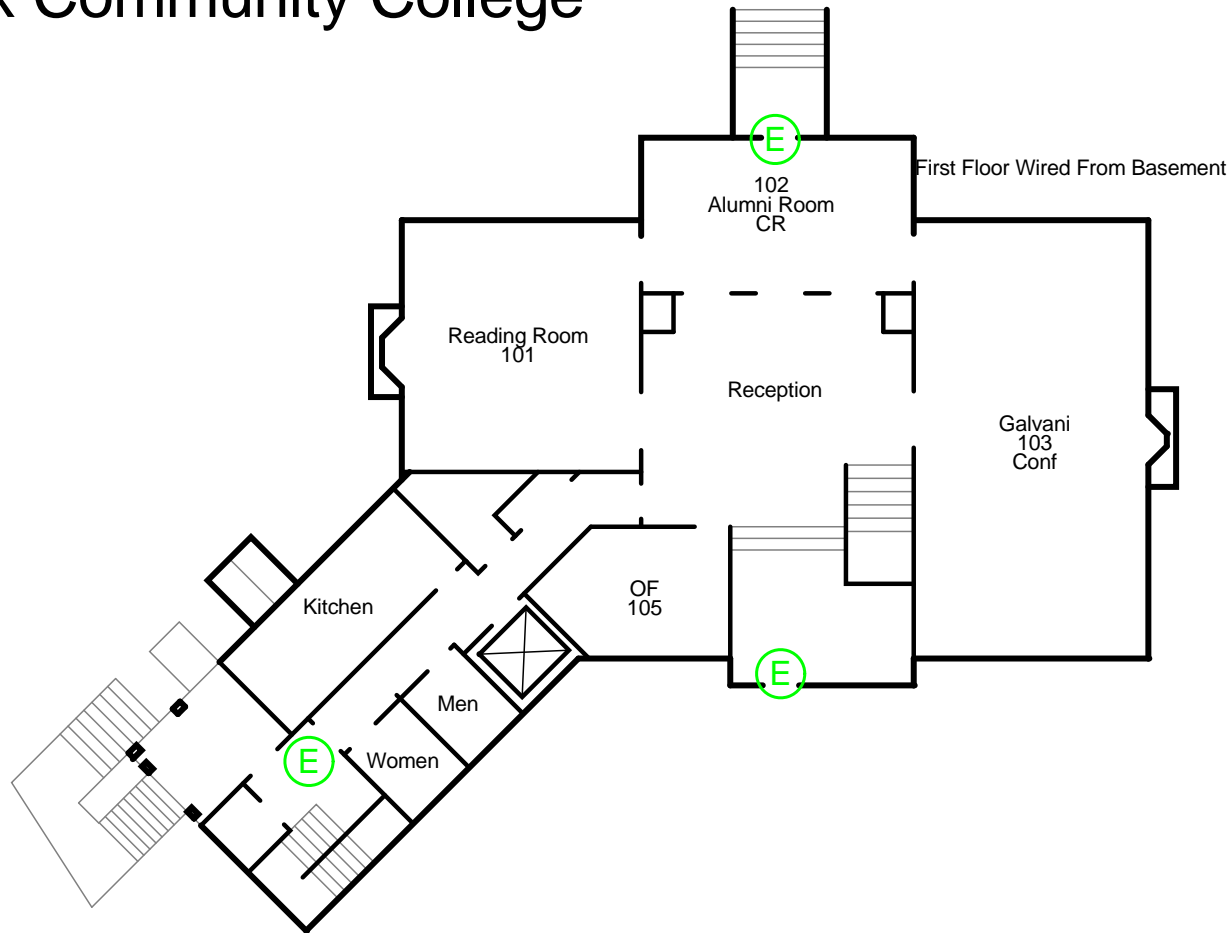 Community College
E
First Floor Wired From Basement
102
Alumni Room
CR
Reading Room
101
Reception
Galvani
103
Conf
OF
105
Kitchen
E
Men
Women
E